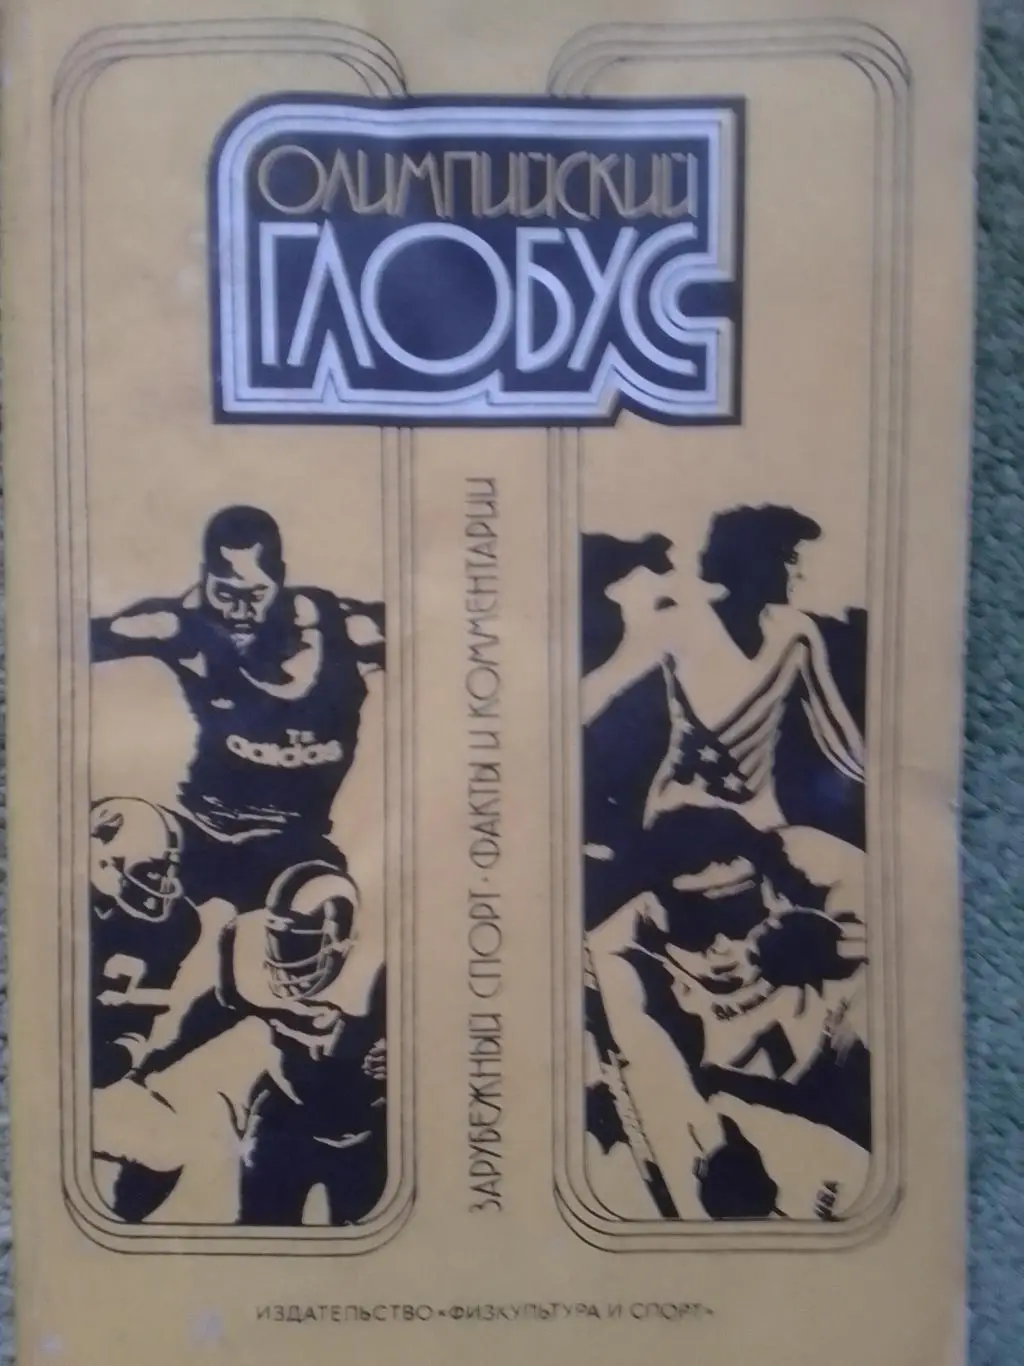 ОЛИМПИЙСКИЙ
ГЛОБУС
ЗАРУБЕЖНЫЙ СПОРТ · ФАКТЫ И КОММЕНТАРИИ
adidas
ИЗДАТЕЛЬСТВО «ФИЗКУЛЬТУРА И СПОРТ»